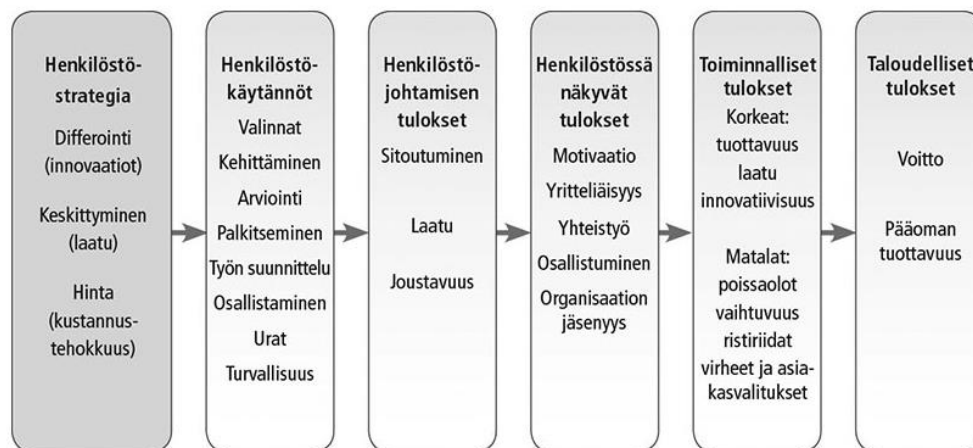 Henkilöstö-
strategia
Differointi
(innovaatiot)
Keskittyminen
(laatu)
Hinta
(kustannus-
tehokkuus)
Henkilöstö-
käytännöt
Valinnat
Kehittäminen
Arviointi
Palkitseminen
Työn suunnittelu
Osallistaminen
Urat
Turvallisuus
Henkilöstö-
johtamisen
tulokset
Sitoutuminen
Laatu
Joustavuus
Henkilöstössä
näkyvät
tulokset
Motivaatio
Yritteliäisyys
Yhteistyö
Osallistuminen
Organisaation
jäsenyys
Toiminnalliset
tulokset
Korkeat:
tuottavuus
laatu
innovatiivisuus
Matalat:
poissaolot
vaihtuvuus
ristiriidat
virheet ja asia-
kasvalitukset
Taloudelliset
tulokset
Voitto
Pääoman
tuottavuus